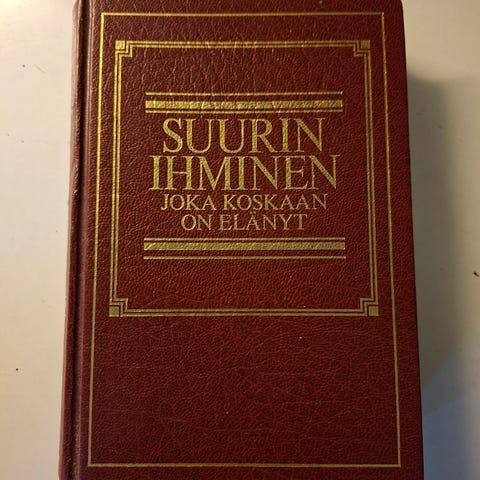 SUURIN
IHMINEN
JOKA KOSKAAN
ON ELÄNYT